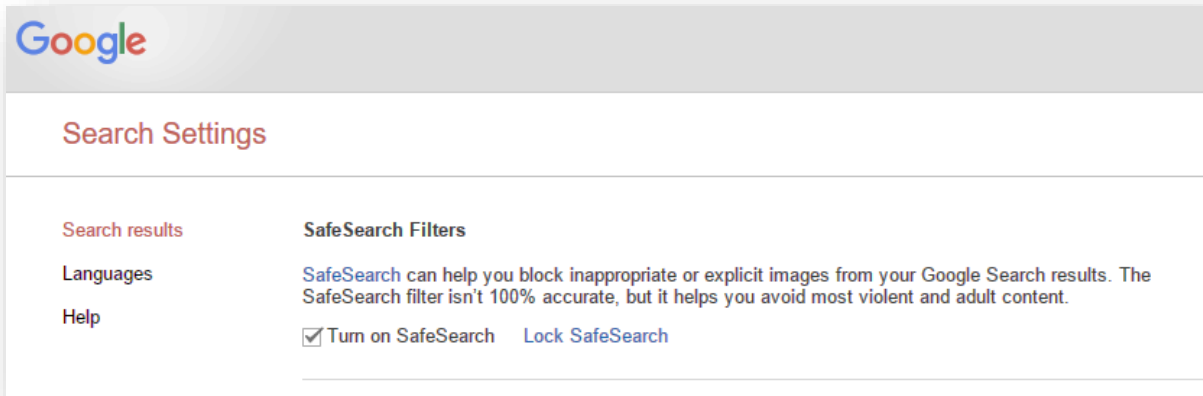 Google
Search Settings
Search results
Languages
Help
SafeSearch Filters
SafeSearch can help you block inappropriate or explicit images from your Google Search results. The
SafeSearch filter isn't 100% accurate, but it helps you avoid most violent and adult content.
Turn on SafeSearch Lock SafeSearch